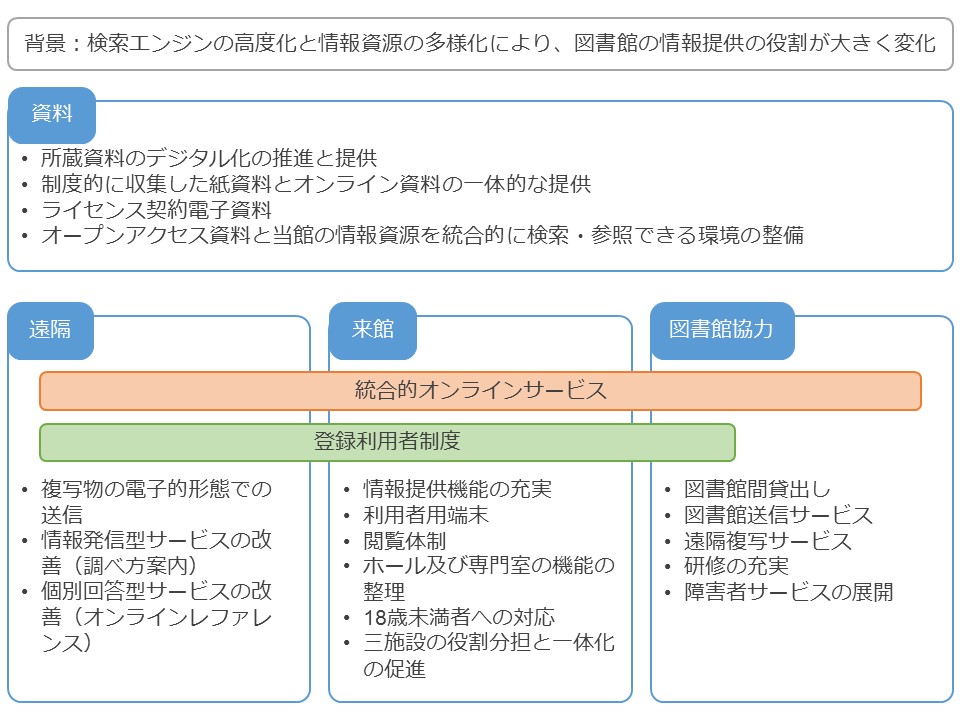 背景：検索エンジンの高度化と情報資源の多様化により、図書館の情報提供の役割が大きく変化
資料
• 所蔵資料のデジタル化の推進と提供
• 制度的に収集した紙資料とオンライン資料の一体的な提供
• ライセンス契約電子資料
• オープンアクセス資料と当館の情報資源を統合的に検索・参照できる環境の整備
遠隔
来館
図書館協力
統合的オンラインサービス
登録利用者制度
• 複写物の電子的形態での
送信
• 情報発信型サービスの改
善（調べ方案内）
• 個別回答型サービスの改
善（オンラインレファレ
ンス）
• 情報提供機能の充実
• 利用者用端末
• 閲覧体制
• ホール及び専門室の機能の
整理
• 18歳未満者への対応
• 三施設の役割分担と一体化
の促進
• 図書館間貸出し
• 図書館送信サービス
• 遠隔複写サービス
• 研修の充実
• 障害者サービスの展開